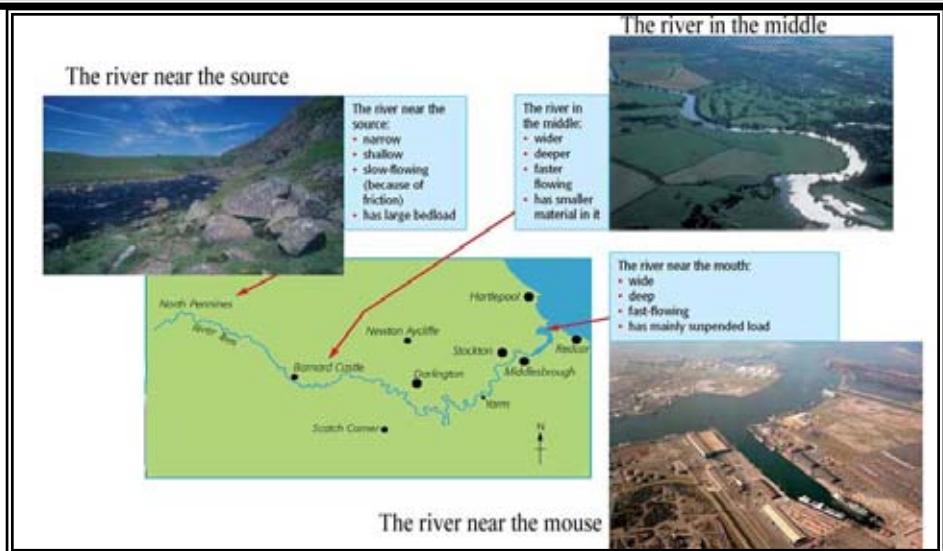 The river in the middle
The river near the source
The river near the
source:
• narrow
• shallow
• slow-flowing
(because of
friction)
• has large bedload
The river in
the middle:
• wider
• deeper
• faster
flowing
• has smaller
material in it
The river near the mouth:
• wide
• deep
• fast-flowing
• has mainly suspended load
North Pennines
River Tees
Barnard Castle
Newton Aycliffe
Hartlepool
Stockton
Redcar
Middlesbrough
Darlington
Yarm
Scotch Corner
N
The river near the mouse